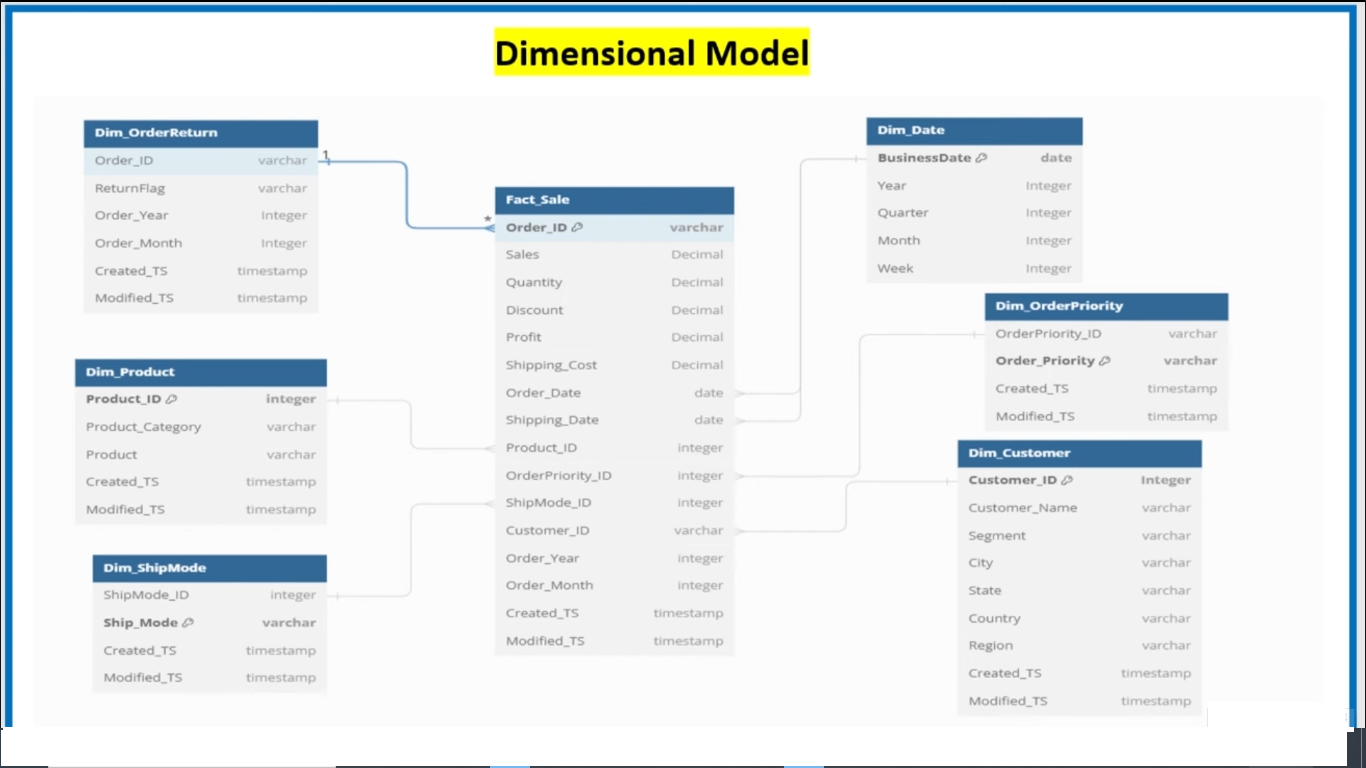 Dimensional Model
Dim_OrderReturn
Order_ID varchar
ReturnFlag varchar
Order_Year Integer
Order_Month Integer
Created_TS timestamp
Modified_TS timestamp
1
*
Dim_Product
Product_ID integer
Product_Category varchar
Product varchar
Created_TS timestamp
Modified_TS timestamp
Dim_ShipMode
ShipMode_ID integer
Ship_Mode varchar
Created_TS timestamp
Modified_TS timestamp
Fact_Sale
Order_ID varchar
Sales Decimal
Quantity Decimal
Discount Decimal
Profit Decimal
Shipping_Cost Decimal
Order_Date date
Shipping_Date date
Product_ID integer
OrderPriority_ID integer
ShipMode_ID integer
Customer_ID varchar
Order_Year integer
Order_Month integer
Created_TS timestamp
Modified_TS timestamp
Dim_Date
BusinessDate date
Year Integer
Quarter Integer
Month Integer
Week Integer
Dim_OrderPriority
OrderPriority_ID varchar
Order_Priority varchar
Created_TS timestamp
Modified_TS timestamp
Dim_Customer
Customer_ID Integer
Customer_Name varchar
Segment varchar
City varchar
State varchar
Country varchar
Region varchar
Created_TS timestamp
Modified_TS timestamp